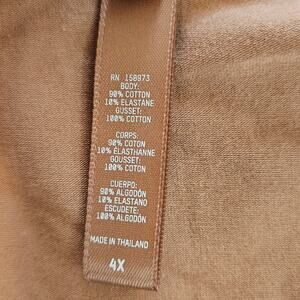 RN 158973
BODY:
90% COTTON
10% ELASTANE
GUSSET:
100% COTTON
CORPS:
90% COTON
10% ÉLASTHANNE
GOUSSET:
100% COTON
CUERPO:
90% ALGODÓN
10% ELASTANO
ESCUDETE:
100% ALGODÓN
MADE IN THAILAND
4X